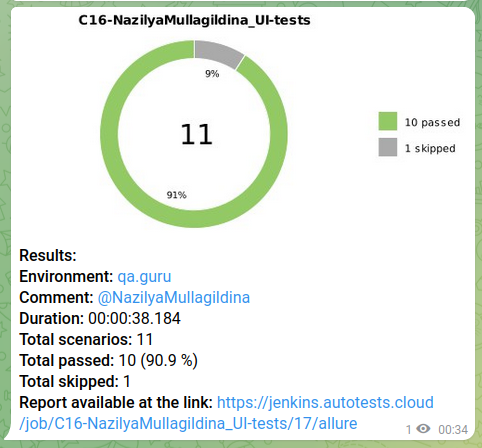 C16-NazilyaMullagildina_UI-tests
9%
11
10 passed
1 skipped
91%
Results:
Environment: qa.guru
Comment: @NazilyaMullagildina
Duration: 00:00:38.184
Total scenarios: 11
Total passed: 10 (90.9 %)
Total skipped: 1
Report available at the link: https://jenkins.autotests.cloud
/job/C16-NazilyaMullagildina_UI-tests/17/allure
1 00:34